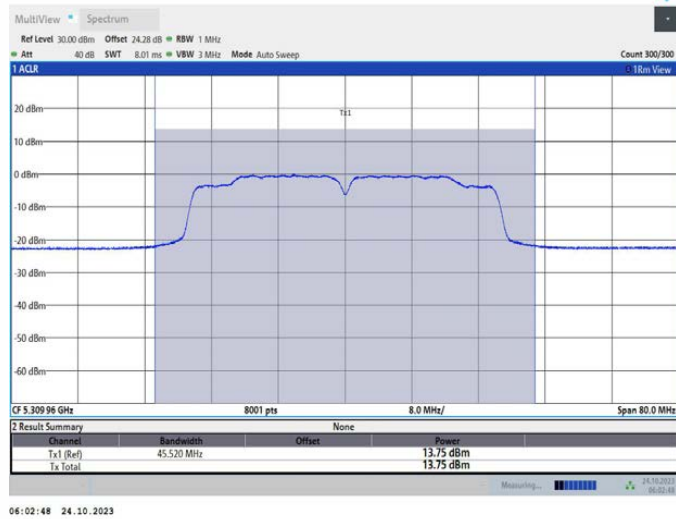 MultiView Spectrum
Ref Level 30.00 dBm Offset 24.28 dB RBW 1 MHz
Att 40 dB SWT 8.01 ms VBW 3 MHz Mode Auto Sweep Count 300/300
1 ACLR 1Rm View
20 dBm
Tx1
10 dBm
0 dBm
-10 dBm
-20 dBm
-30 dBm
-40 dBm
-50 dBm
-60 dBm
CF 5.309 96 GHz 8001 pts 8.0 MHz/ Span 80.0 MHz
2 Result Summary None
Channel Bandwidth Offset Power
Tx1 (Ref) 45.520 MHz 13.75 dBm
Tx Total 13.75 dBm
Measuring... 24.10.2023
06:02:48
06:02:48 24.10.2023